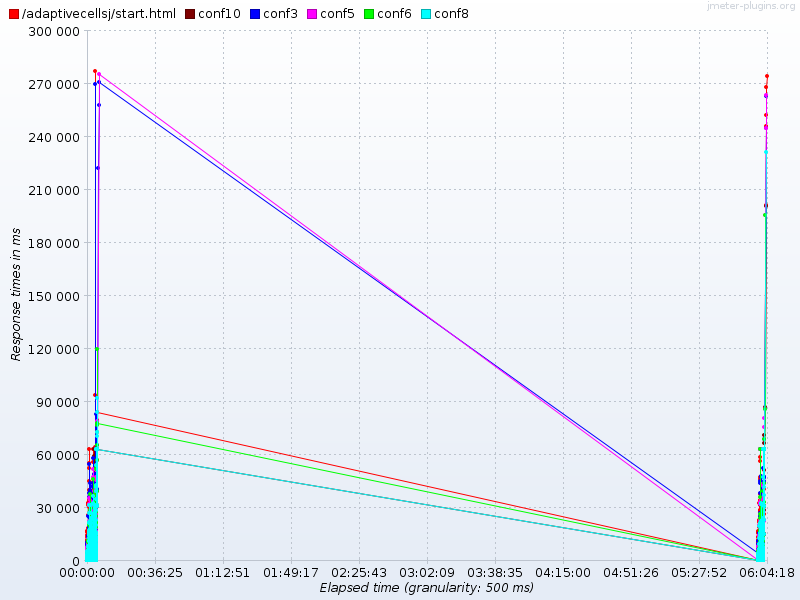 /adaptivecellsj/start.html conf10 conf3 conf5 conf6 conf8
jmeter-plugins.org
300 000
270 000
240 000
210 000
180 000
150 000
120 000
90 000
60 000
30 000
0
Response times in ms
00:00:00 00:36:25 01:12:51 01:49:17 02:25:43 03:02:09 03:38:35 04:15:00 04:51:26 05:27:52 06:04:18
Elapsed time (granularity: 500 ms)